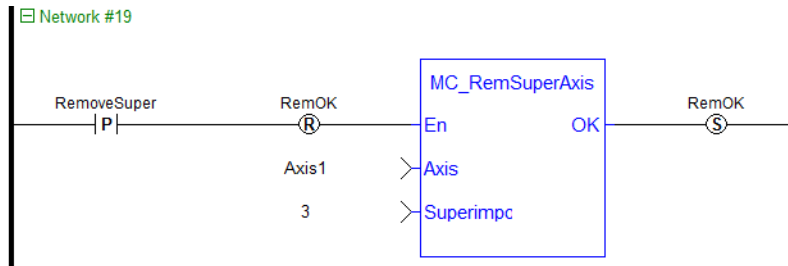 Network #19
MC_RemSuperAxis
RemoveSuper RemOK RemOK
P R En OK S
Axis1 Axis
3 Superimpc